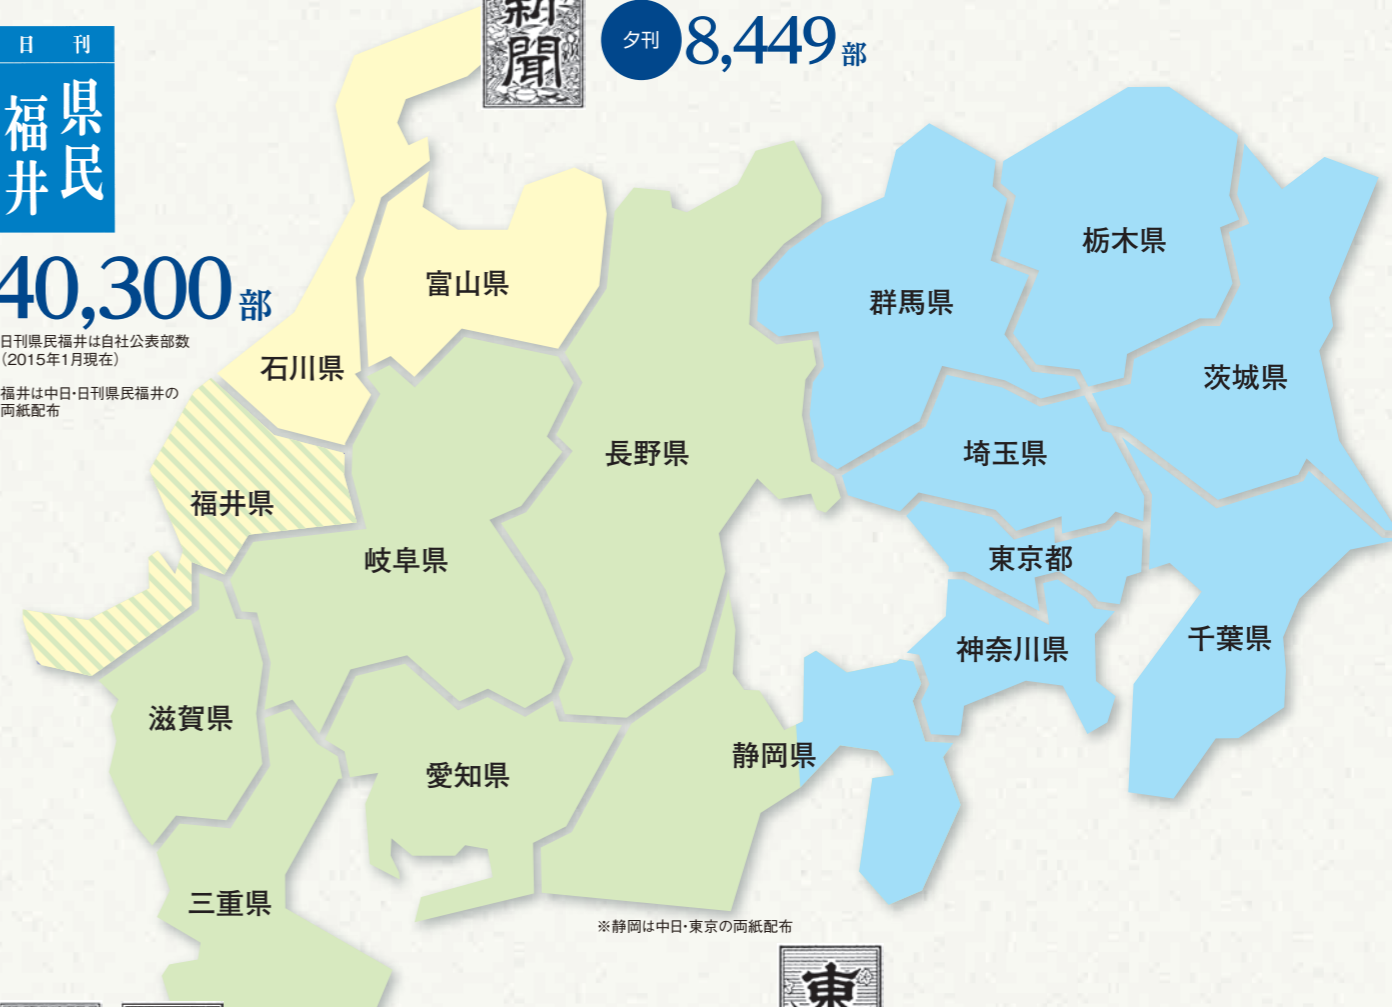 新聞
夕刊 8,449部
日刊
県民
福井
40,300部
日刊県民福井は自社公表部数
（2015年1月現在）
福井は中日・日刊県民福井の
両紙配布
富山県
石川県
福井県
岐阜県
長野県
群馬県
栃木県
茨城県
埼玉県
東京都
神奈川県
千葉県
滋賀県
愛知県
静岡県
三重県
※静岡は中日・東京の両紙配布
東